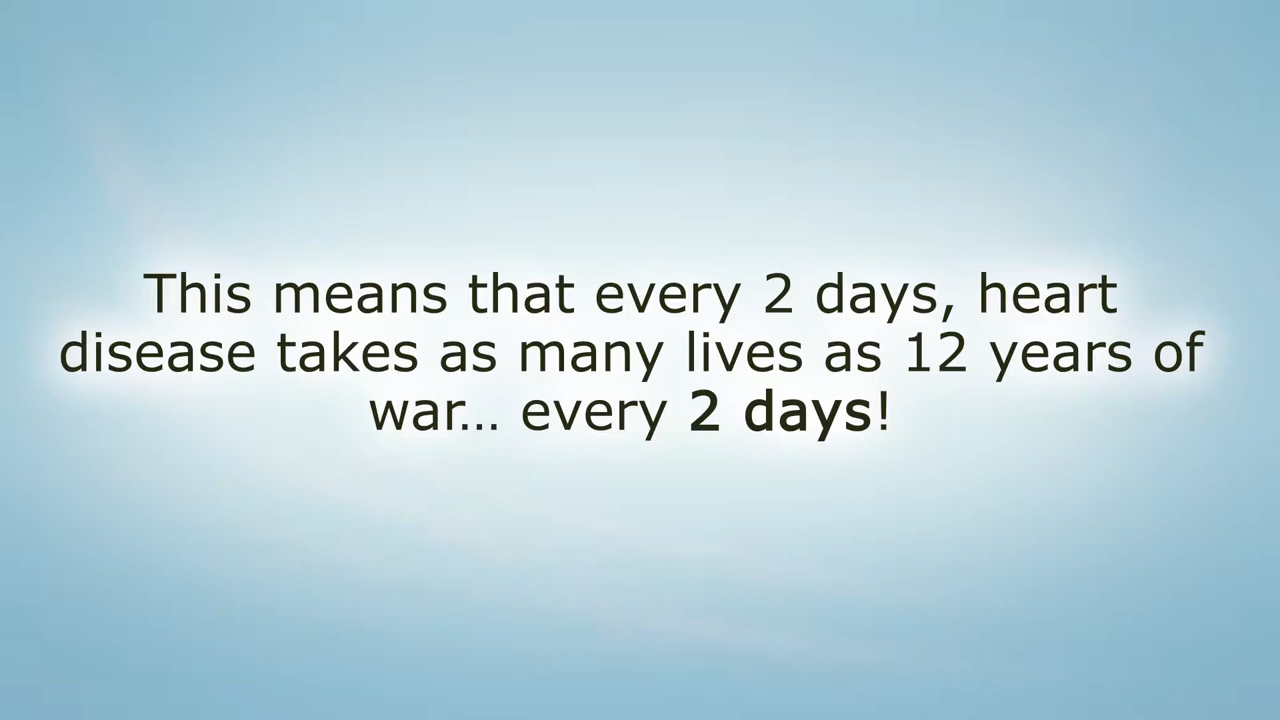 This means that every 2 days, heart
disease takes as many lives as 12 years of
war... every 2 days!